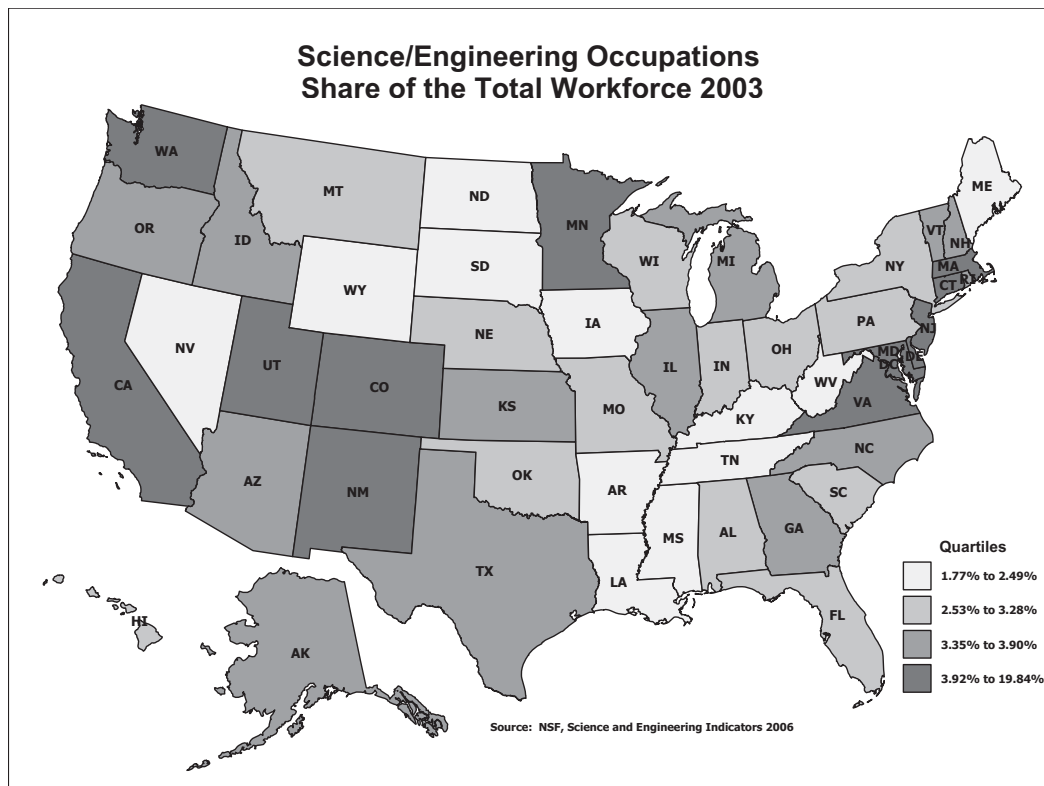 Science/Engineering Occupations
Share of the Total Workforce 2003
WA
MT
ND
MN
ME
OR
ID
SD
WI
MI
VT
NH
NY
MA
CT
RI
WY
IA
NE
PA
NJ
NV
UT
CO
IL
IN
OH
MD
DE
DC
CA
KS
MO
WV
VA
KY
AZ
NM
OK
TN
NC
AR
SC
MS
AL
GA
TX
LA
FL
HI
AK
Quartiles
1.77% to 2.49%
2.53% to 3.28%
3.35% to 3.90%
3.92% to 19.84%
Source: NSF, Science and Engineering Indicators 2006